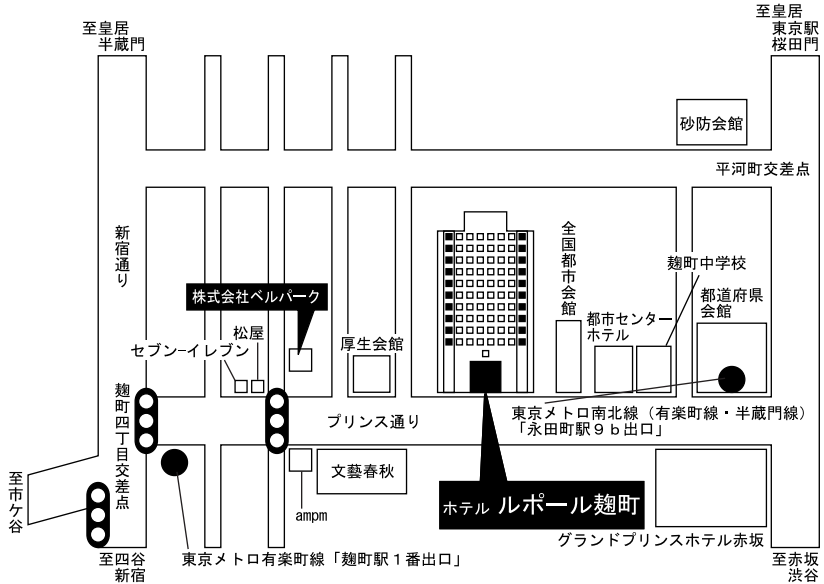 至皇居
半蔵門
至皇居
東京駅
桜田門
砂防会館
平河町交差点
新宿通り
全国都市会館
麹町中学校
株式会社ベルパーク
都道府県
会館
都市センター
ホテル
松屋
セブン-イレブン
厚生会館
麹町四丁目交差点
プリンス通り
東京メトロ南北線（有楽町線・半蔵門線）
「永田町駅９ｂ出口」
至市ケ谷
文藝春秋
ホテル ルポール麹町
ampm
グランドプリンスホテル赤坂
至四谷
新宿
東京メトロ有楽町線「麹町駅１番出口」
至赤坂
渋谷